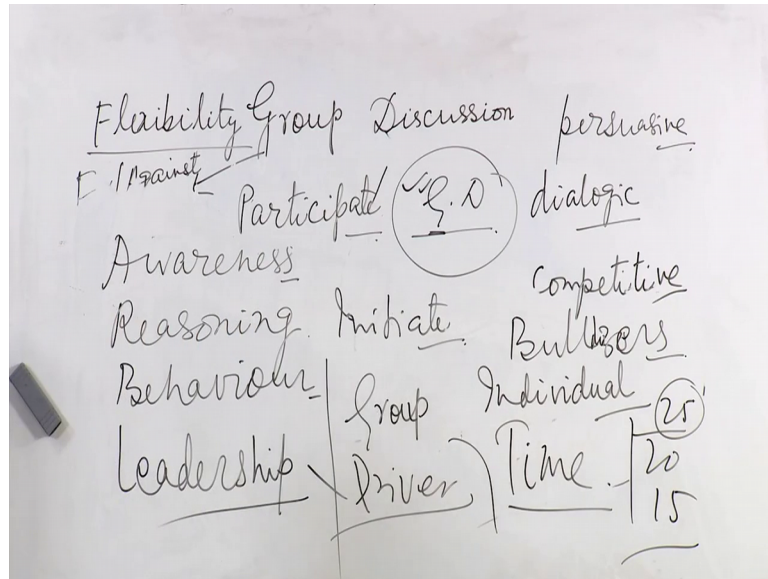 Flexibility Group Discussion persuasive
F. / Against
Participate G.D dialogic
Awareness
Competitive
Reasoning. Initiate.
Bulldozers
Behaviour Group Individual 25
Leadership Driver Time. 20
15